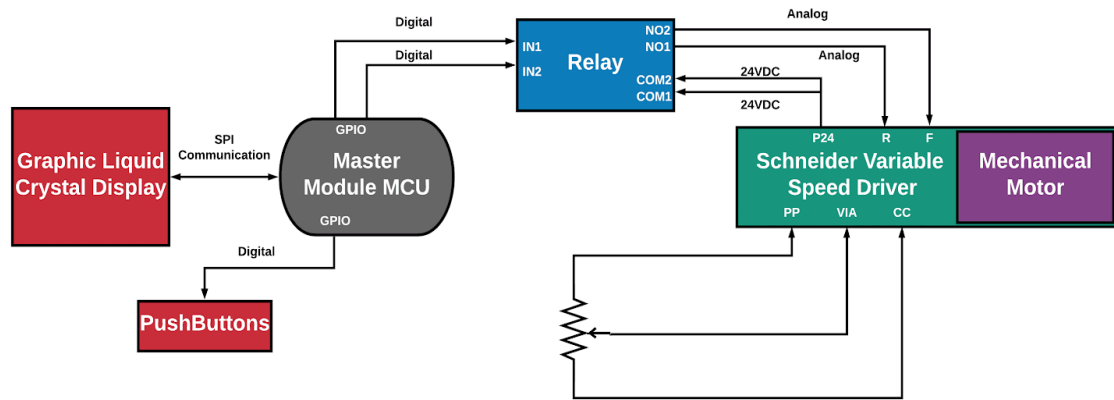 Digital
Analog
Digital
Analog
IN1
IN2
Relay
NO2
NO1
COM2
COM1
24VDC
24VDC
GPIO
SPI
Communication
Graphic Liquid
Crystal Display
Master
Module MCU
GPIO
P24
R
F
Schneider Variable
Speed Driver
Mechanical
Motor
PP
VIA
CC
Digital
PushButtons